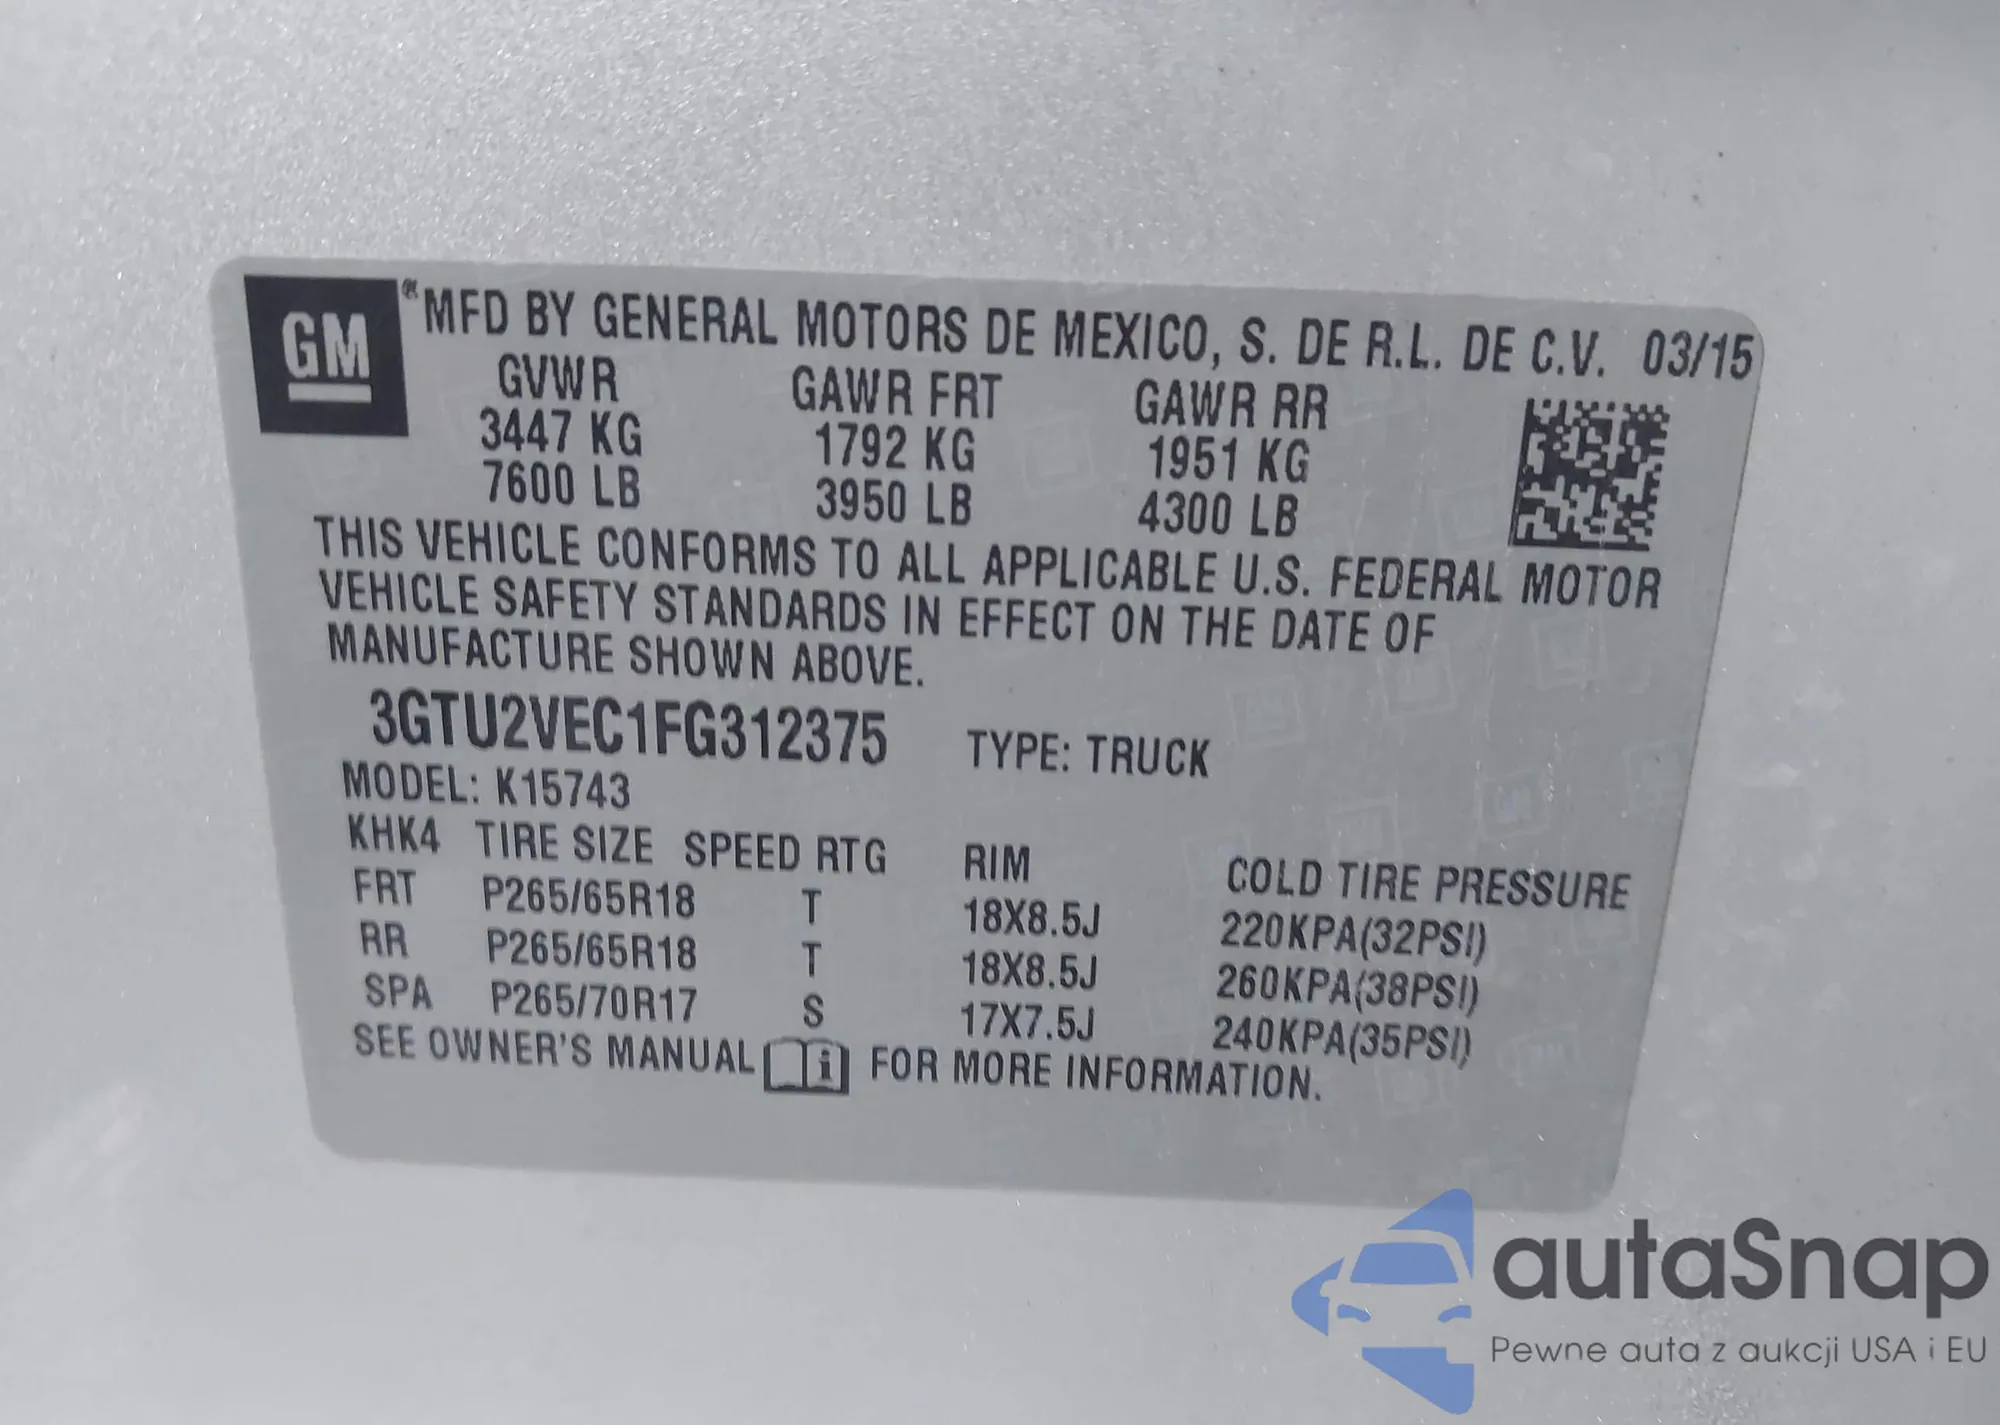 GM ® MFD BY GENERAL MOTORS DE MEXICO, S. DE R.L. DE C.V. 03/15
GVWR GAWR FRT GAWR RR
3447 KG 1792 KG 1951 KG
7600 LB 3950 LB 4300 LB
THIS VEHICLE CONFORMS TO ALL APPLICABLE U.S. FEDERAL MOTOR
VEHICLE SAFETY STANDARDS IN EFFECT ON THE DATE OF
MANUFACTURE SHOWN ABOVE.
3GTU2VEC1FG312375 TYPE: TRUCK
MODEL: K15743
KHK4 TIRE SIZE SPEED RTG RIM COLD TIRE PRESSURE
FRT P265/65R18 T 18X8.5J 220KPA(32PSI)
RR P265/65R18 T 18X8.5J 260KPA(38PSI)
SPA P265/70R17 S 17X7.5J 240KPA(35PSI)
SEE OWNER'S MANUAL i FOR MORE INFORMATION.
autaSnap
Pewne auta z aukcji USA i EU